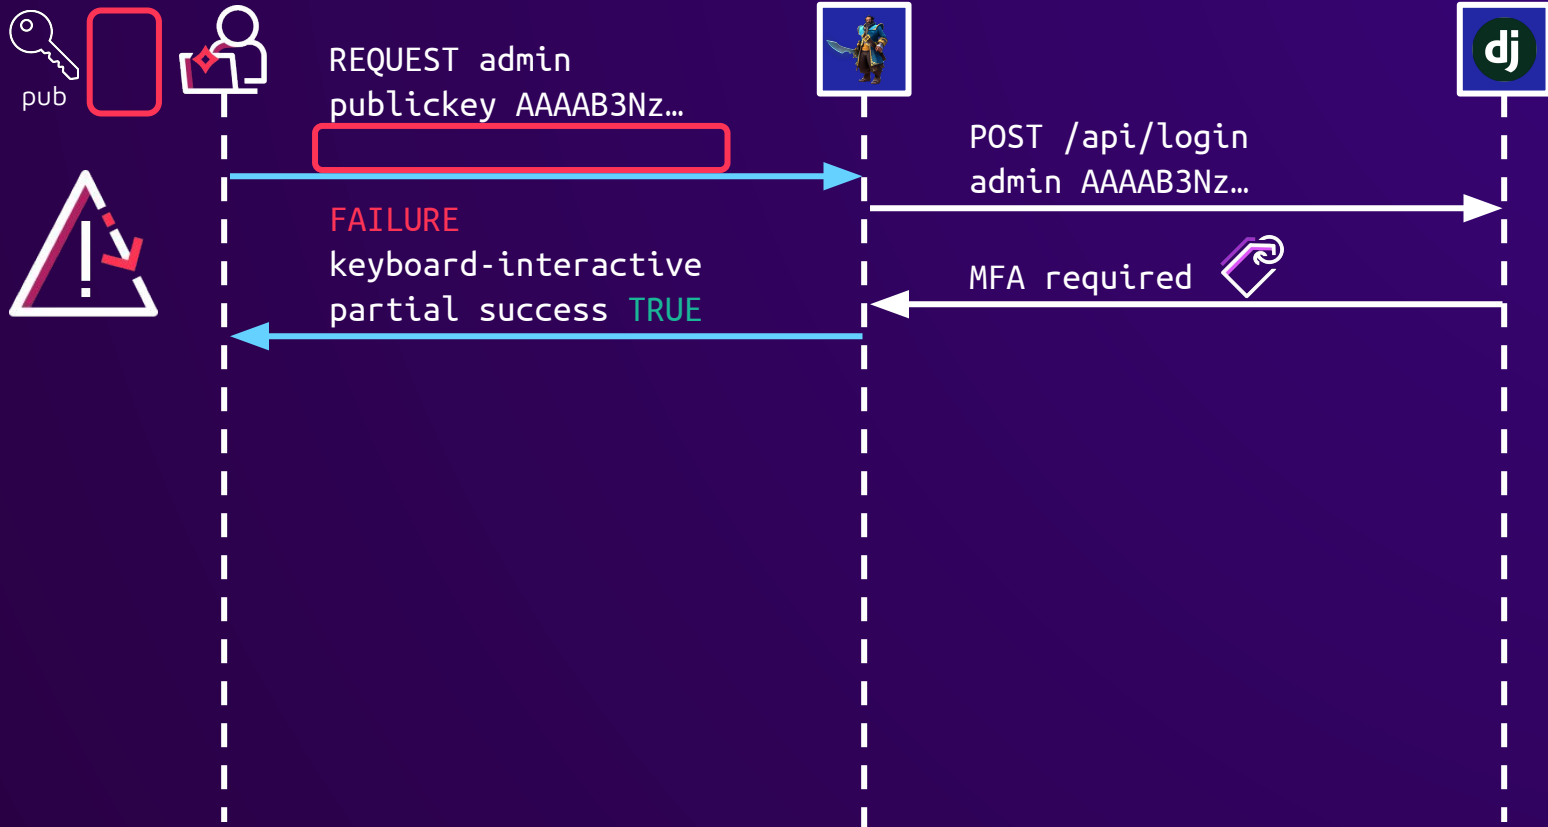 pub
REQUEST admin
publickey AAAAB3Nz…
FAILURE
keyboard-interactive
partial success TRUE
POST /api/login
admin AAAAB3Nz…
MFA required
dj